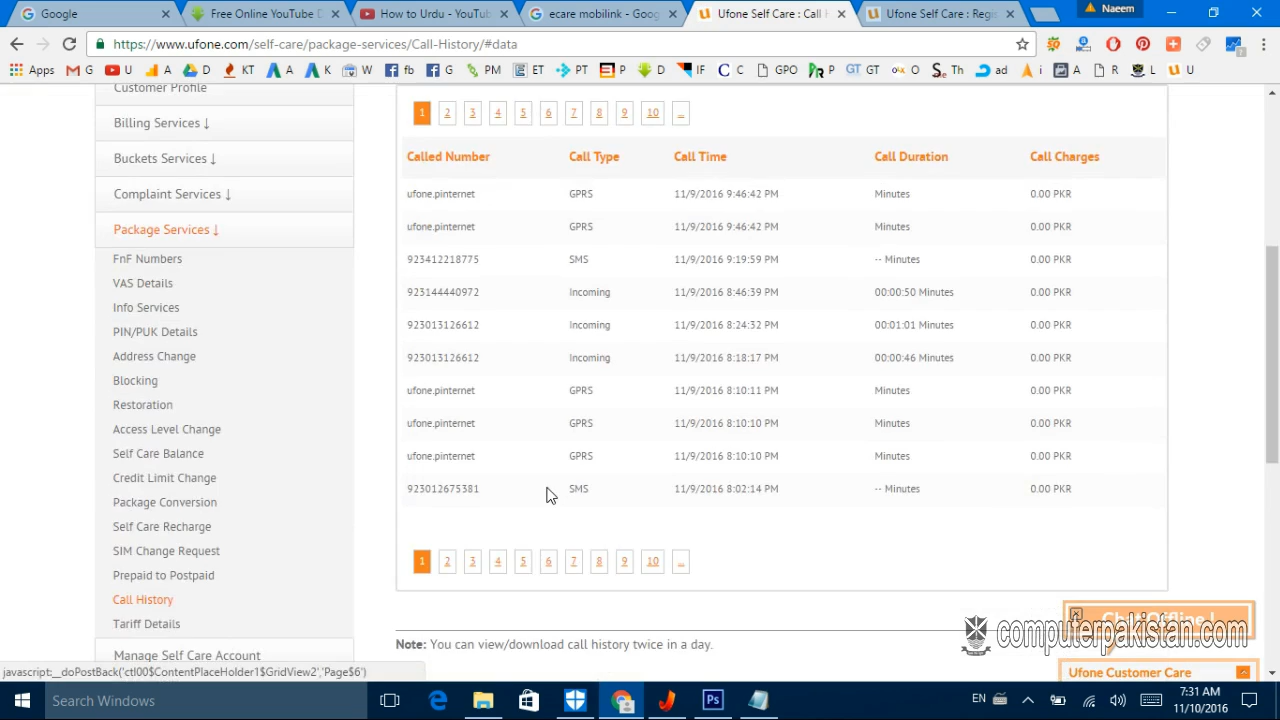 Google
Free Online YouTube D
How to Urdu - YouTub
ecare mobilink - Goog
Ufone Self Care : Call H
Ufone Self Care : Regi
Naeem
https://www.ufone.com/self-care/package-services/Call-History/#data
Apps G U A D KT A K W fb G PM ET PT P D IF C GPO P GT O Th ad A R L U
Customer Profile
Billing Services ↓
Buckets Services ↓
Complaint Services ↓
Package Services ↓
FnF Numbers
VAS Details
Info Services
PIN/PUK Details
Address Change
Blocking
Restoration
Access Level Change
Self Care Balance
Credit Limit Change
Package Conversion
Self Care Recharge
SIM Change Request
Prepaid to Postpaid
Call History
Tariff Details
Manage Self Care Account
1 2 3 4 5 6 7 8 9 10 ...
Called Number Call Type Call Time Call Duration Call Charges
ufone.pinternet GPRS 11/9/2016 9:46:42 PM Minutes 0.00 PKR
ufone.pinternet GPRS 11/9/2016 9:46:42 PM Minutes 0.00 PKR
923412218775 SMS 11/9/2016 9:19:59 PM -- Minutes 0.00 PKR
923144440972 Incoming 11/9/2016 8:46:39 PM 00:00:50 Minutes 0.00 PKR
923013126612 Incoming 11/9/2016 8:24:32 PM 00:01:01 Minutes 0.00 PKR
923013126612 Incoming 11/9/2016 8:18:17 PM 00:00:46 Minutes 0.00 PKR
ufone.pinternet GPRS 11/9/2016 8:10:11 PM Minutes 0.00 PKR
ufone.pinternet GPRS 11/9/2016 8:10:10 PM Minutes 0.00 PKR
ufone.pinternet GPRS 11/9/2016 8:10:10 PM Minutes 0.00 PKR
923012675381 SMS 11/9/2016 8:02:14 PM -- Minutes 0.00 PKR
1 2 3 4 5 6 7 8 9 10 ...
Note: You can view/download call history twice in a day.
computerpakistan.com
Ufone Customer Care
javascript:__doPostBack('ctl00$ContentPlaceHolder1$GridView2','Page$6')
Search Windows
EN
7:31 AM
11/10/2016